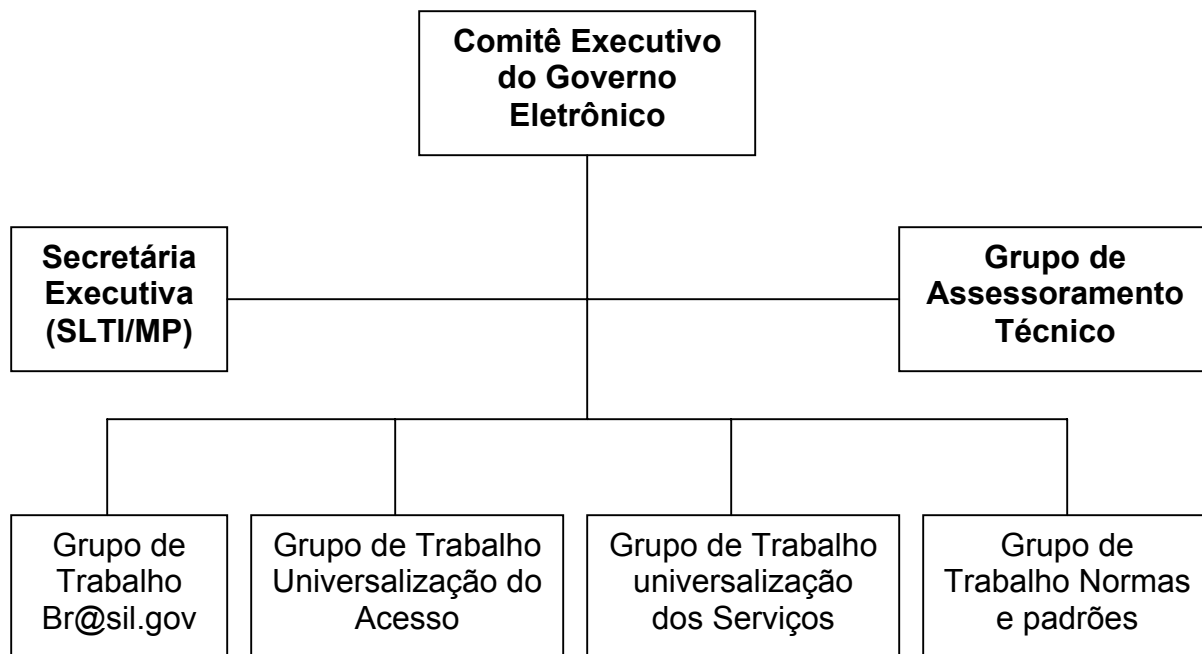 Comitê Executivo
do Governo
Eletrônico
Secretária
Executiva
(SLTI/MP)
Grupo de
Assessoramento
Técnico
Grupo de
Trabalho
Br@sil.gov
Grupo de Trabalho
Universalização do
Acesso
Grupo de Trabalho
universalização
dos Serviços
Grupo de
Trabalho Normas
e padrões